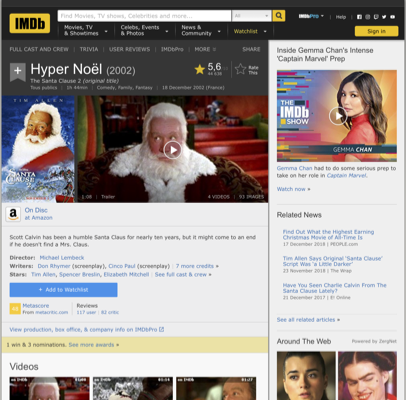 IMDb
Find Movies, TV shows, Celebrities and more...
All
IMDbPro
Help
Movies, TV
& Showtimes
Celebs, Events
& Photos
News &
Community
Watchlist
Sign in
FULL CAST AND CREW | TRIVIA | USER REVIEWS | IMDbPro | MORE
SHARE
Hyper Noël (2002)
The Santa Clause 2 (original title)
Tous publics | 1h 44min | Comedy, Family, Fantasy | 18 December 2002 (France)
5,6
Rate
This
TIM ALLEN
SANTA
CLAUSE
1:08 | Trailer
4 VIDEOS | 93 IMAGES
On Disc
at Amazon
Scott Calvin has been a humble Santa Claus for nearly ten years, but it might come to an end
if he doesn't find a Mrs. Claus.
Director: Michael Lembeck
Writers: Don Rhymer (screenplay), Cinco Paul (screenplay) | 7 more credits »
Stars: Tim Allen, Spencer Breslin, Elizabeth Mitchell | See full cast & crew »
+ Add to Watchlist
Metascore
From metacritic.com
Reviews
117 user | 82 critic
View production, box office, & company info on IMDbPro
1 win & 3 nominations. See more awards »
Videos
Inside Gemma Chan's Intense
'Captain Marvel' Prep
THE
IMDb
SHOW
GEMMA CHAN
Gemma Chan had to do some serious prep to
take on her role in Captain Marvel.
Watch now »
Related News
Find Out What the Highest Earning
Christmas Movie of All-Time Is
17 December 2018 | PEOPLE.com
Tim Allen Says Original 'Santa Clause'
Script Was 'a Little Darker'
23 November 2018 | The Wrap
Have You Seen Charlie Calvin From The
Santa Clause Lately?
21 December 2017 | E! Online
See all related articles »
Around The Web
Powered by ZergNet